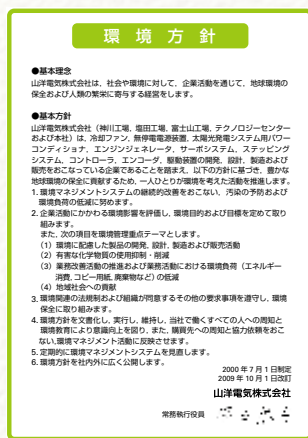 環境方針
●基本理念
山洋電気株式会社は、社会や環境に対して、企業活動を通じて、地球環境の
保全および人類の繁栄に寄与する経営をします。
●基本方針
山洋電気株式会社（神川工場、塩田工場、富士山工場、テクノロジーセンター
および本社）は、冷却ファン、無停電電源装置、太陽光発電システム用パワー
コンディショナ、エンジンジェネレータ、サーボシステム、ステッピング
システム、コントローラ、エンコーダ、駆動装置の開発、設計、製造および
販売をおこなっている企業であることを踏まえ、以下の方針に基づき、豊かな
地球環境の保全に貢献するため、一人ひとりが環境を考えた活動を推進します。
1. 環境マネジメントシステムの継続的改善をおこない、汚染の予防および
環境負荷の低減に努めます。
2. 企業活動にかかわる環境影響を評価し、環境目的および目標を定めて取り
組みます。
また、次の項目を環境管理重点テーマとします。
（1）環境に配慮した製品の開発、設計、製造および販売活動
（2）有害な化学物質の使用抑制・削減
（3）業務改善活動の推進および業務活動における環境負荷（エネルギー
消費、コピー用紙、廃棄物など）の低減
（4）地域社会への貢献
3. 環境関連の法規制および組織が同意するその他の要求事項を遵守し、環境
保全に取り組みます。
4. 環境方針を文書化し、実行し、維持し、当社で働くすべての人への周知と
環境教育により意識向上を図り、また、購買先への周知と協力依頼をおこ
ない、環境マネジメント活動に反映させます。
5. 定期的に環境マネジメントシステムを見直します。
6. 環境方針を社内外に広く公開します。
2000年7月1日制定
2009年10月1日改訂
山洋電気株式会社
常務執行役員